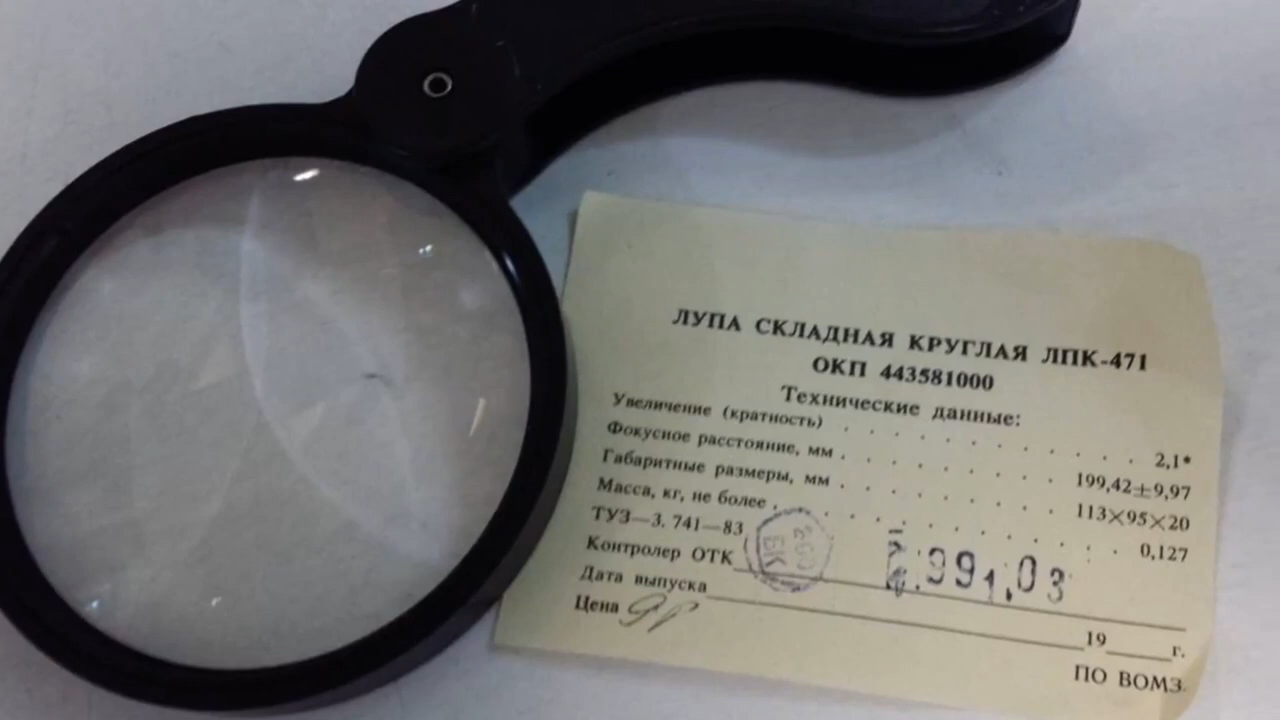 ЛУПА СКЛАДНАЯ КРУГЛАЯ ЛПК-471
ОКП 443581000
Технические данные:
Увеличение (кратность) . . . . . . . . . . 2,1*
Фокусное расстояние, мм . . . . . . . . 199,42±9,97
Габаритные размеры, мм . . . . . . . . 113×95×20
Масса, кг, не более . . . . . . . . . . . 0,127
ТУЗ—3. 741—83
Контролер ОТК
991.03
Дата выпуска 19 г.
Цена
ПО ВОМЗ